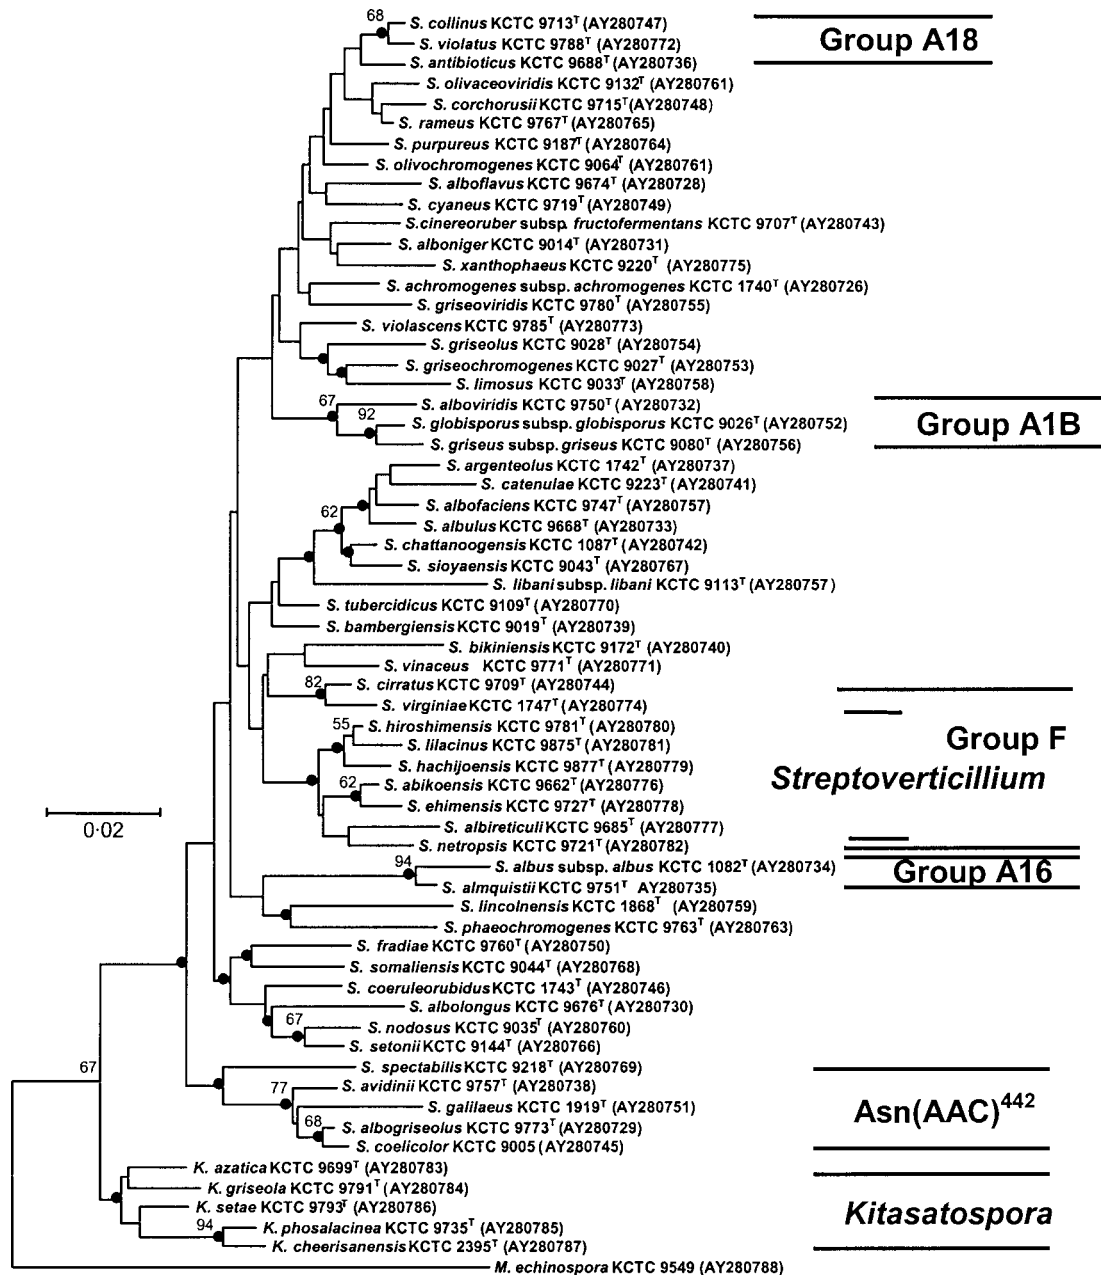 68
S. collinus KCTC 9713T (AY280747)
S. violatus KCTC 9788T (AY280772)
S. antibioticus KCTC 9688T (AY280736)
Group A18
S. olivaceoviridis KCTC 9132T (AY280761)
S. corchorusii KCTC 9715T (AY280748)
S. rameus KCTC 9767T (AY280765)
S. purpureus KCTC 9187T (AY280764)
S. olivochromogenes KCTC 9064T (AY280761)
S. alboflavus KCTC 9674T (AY280728)
S. cyaneus KCTC 9719T (AY280749)
S.cinereoruber subsp. fructofermentans KCTC 9707T (AY280743)
S. alboniger KCTC 9014T (AY280731)
S. xanthophaeus KCTC 9220T (AY280775)
S. achromogenes subsp. achromogenes KCTC 1740T (AY280726)
S. griseoviridis KCTC 9780T (AY280755)
S. violascens KCTC 9785T (AY280773)
S. griseolus KCTC 9028T (AY280754)
S. griseochromogenes KCTC 9027T (AY280753)
S. limosus KCTC 9033T (AY280758)
67
S. alboviridis KCTC 9750T (AY280732)
92
S. globisporus subsp. globisporus KCTC 9026T (AY280752)
S. griseus subsp. griseus KCTC 9080T (AY280756)
Group A1B
S. argenteolus KCTC 1742T (AY280737)
S. catenulae KCTC 9223T (AY280741)
S. albofaciens KCTC 9747T (AY280757)
62
S. albulus KCTC 9668T (AY280733)
S. chattanoogensis KCTC 1087T (AY280742)
S. sioyaensis KCTC 9043T (AY280767)
S. libani subsp. libani KCTC 9113T (AY280757)
S. tubercidicus KCTC 9109T (AY280770)
S. bambergiensis KCTC 9019T (AY280739)
S. bikiniensis KCTC 9172T (AY280740)
S. vinaceus KCTC 9771T (AY280771)
82
S. cirratus KCTC 9709T (AY280744)
S. virginiae KCTC 1747T (AY280774)
55
S. hiroshimensis KCTC 9781T (AY280780)
S. lilacinus KCTC 9875T (AY280781)
S. hachijoensis KCTC 9877T (AY280779)
62
S. abikoensis KCTC 9662T (AY280776)
S. ehimensis KCTC 9727T (AY280778)
S. albireticuli KCTC 9685T (AY280777)
S. netropsis KCTC 9721T (AY280782)
Group F
Streptoverticillium
0·02
94
S. albus subsp. albus KCTC 1082T (AY280734)
S. almquistii KCTC 9751T AY280735)
Group A16
S. lincolnensis KCTC 1868T (AY280759)
S. phaeochromogenes KCTC 9763T (AY280763)
S. fradiae KCTC 9760T (AY280750)
S. somaliensis KCTC 9044T (AY280768)
S. coeruleorubidus KCTC 1743T (AY280746)
S. albolongus KCTC 9676T (AY280730)
67
S. nodosus KCTC 9035T (AY280760)
S. setonii KCTC 9144T (AY280766)
67
S. spectabilis KCTC 9218T (AY280769)
77
S. avidinii KCTC 9757T (AY280738)
S. galilaeus KCTC 1919T (AY280751)
68
S. albogriseolus KCTC 9773T (AY280729)
S. coelicolor KCTC 9005 (AY280745)
Asn(AAC)442
K. azatica KCTC 9699T (AY280783)
K. griseola KCTC 9791T (AY280784)
K. setae KCTC 9793T (AY280786)
94
K. phosalacinea KCTC 9735T (AY280785)
K. cheerisanensis KCTC 2395T (AY280787)
Kitasatospora
M. echinospora KCTC 9549 (AY280788)